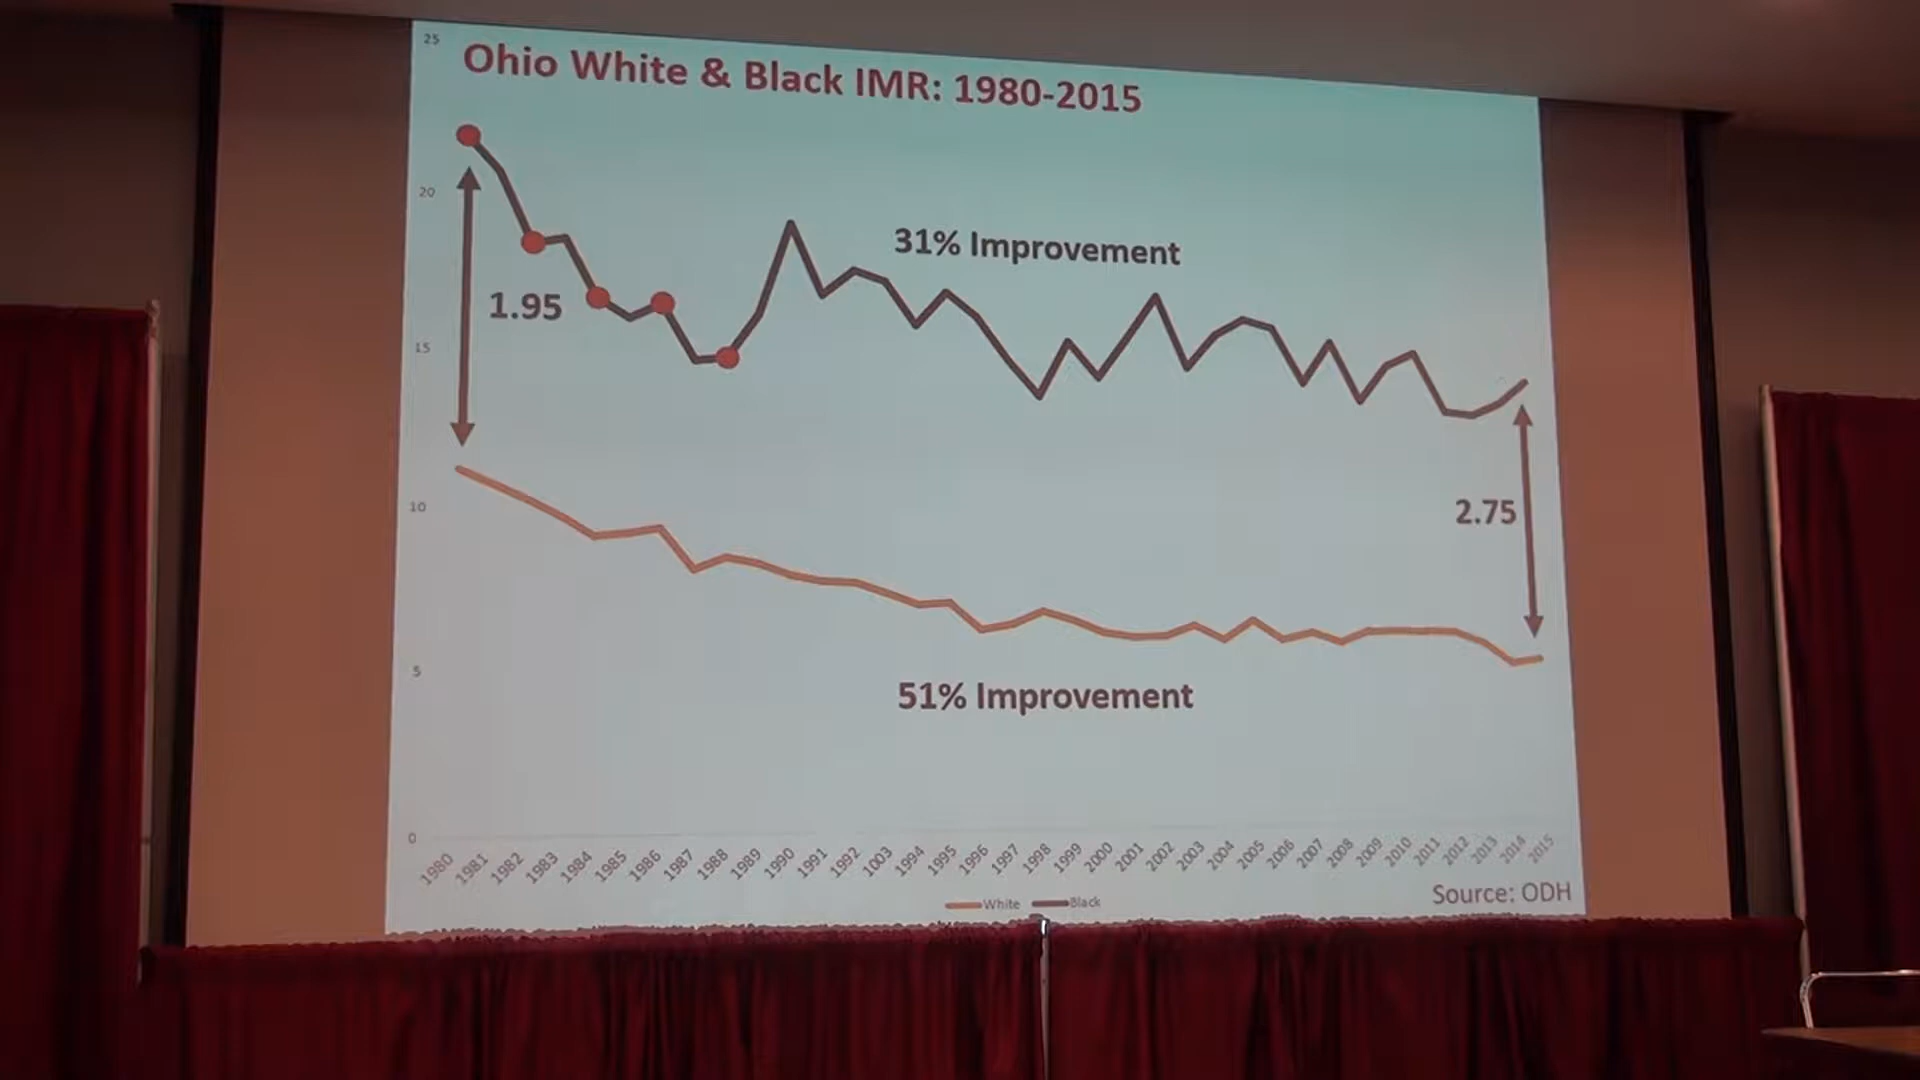 25
Ohio White & Black IMR: 1980-2015
20
31% Improvement
1.95
15
10
2.75
5
51% Improvement
0
1980 1981 1982 1983 1984 1985 1986 1987 1988 1989 1990 1991 1992 1003 1994 1995 1996 1997 1998 1999 2000 2001 2002 2003 2004 2005 2006 2007 2008 2009 2010 2011 2012 2013 2014 2015
White Black
Source: ODH